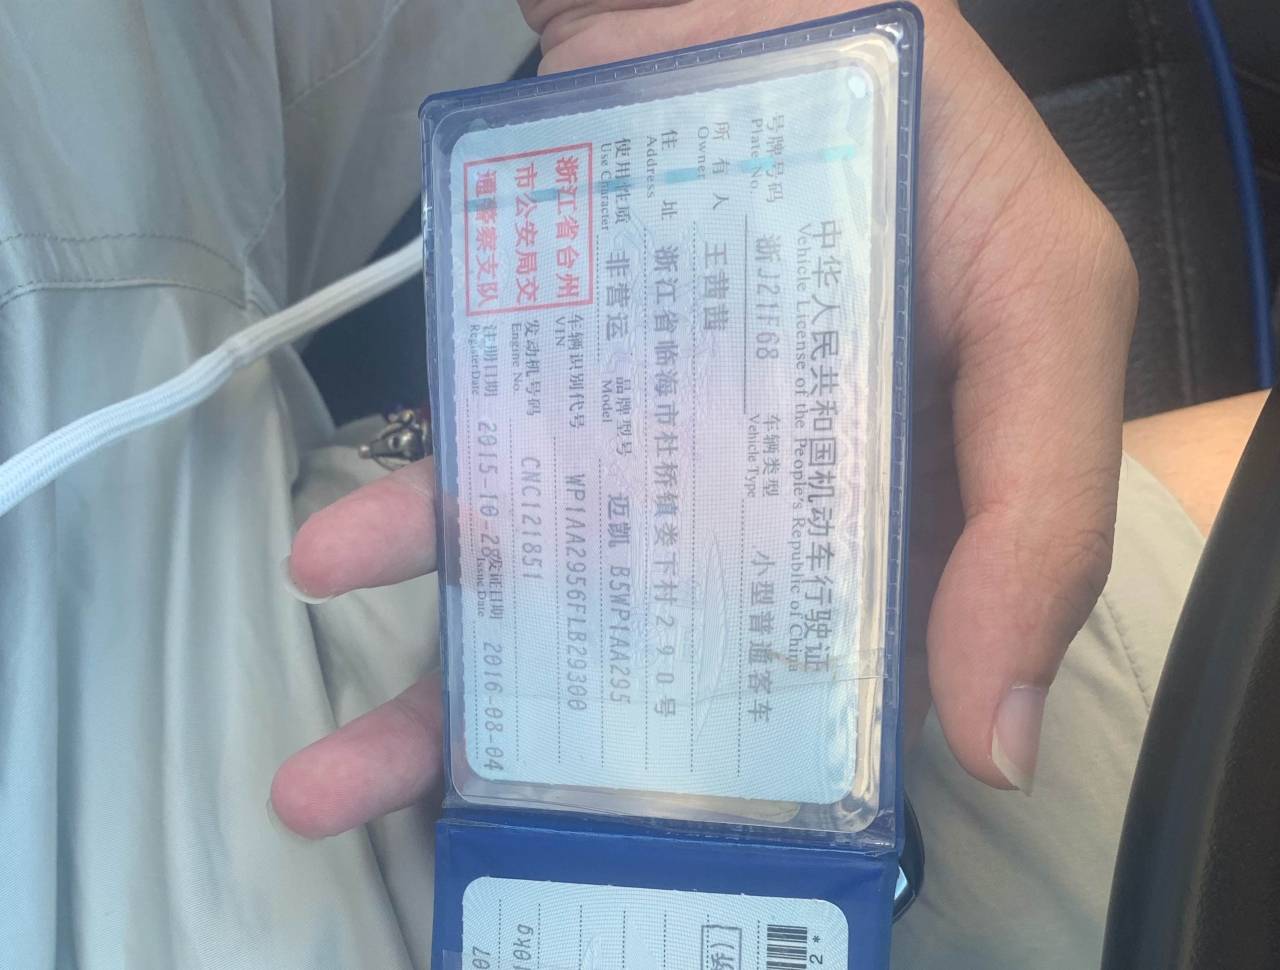 中华人民共和国机动车行驶证
Vehicle License of the People's Republic of China
号牌号码 浙J21F68 车辆类型 小型普通客车
Plate No. Vehicle Type
所有人 王茜茜
Owner
住址 浙江省临海市杜桥镇娄下村290号
Address
使用性质 非营运 品牌型号 迈凯 B5WP1AA295
Use Character Model
浙江省台州
市公安局交
通警察支队
车辆识别代号 WP1AA2956FLB29300
VIN
发动机号码 CNC121851
Engine No.
注册日期 2015-10-28 发证日期 2016-08-04
Register Date Issue Date